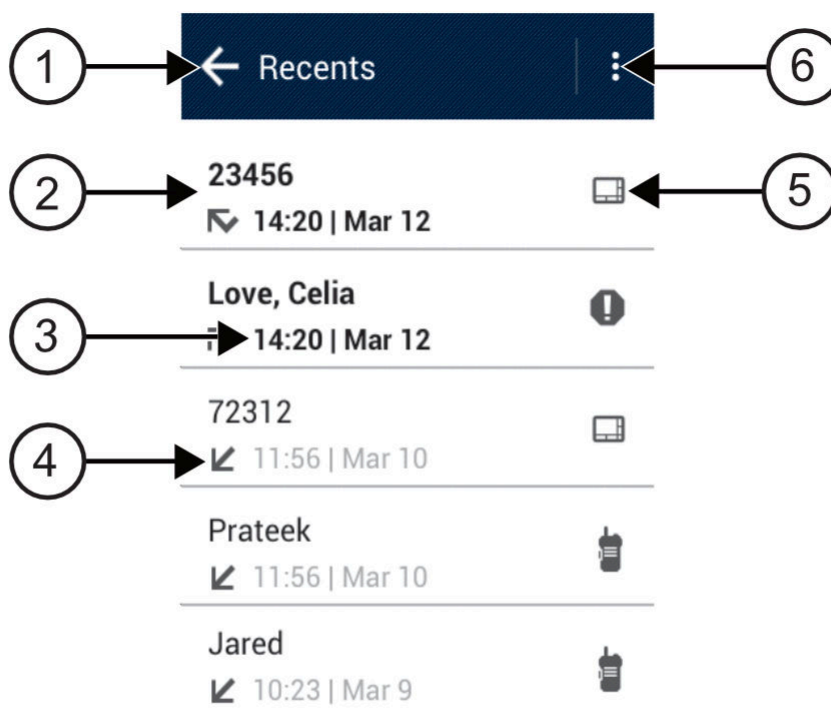 1
Recents
6
2
23456
14:20 | Mar 12
5
Love, Celia
3
14:20 | Mar 12
72312
4
11:56 | Mar 10
Prateek
11:56 | Mar 10
Jared
10:23 | Mar 9